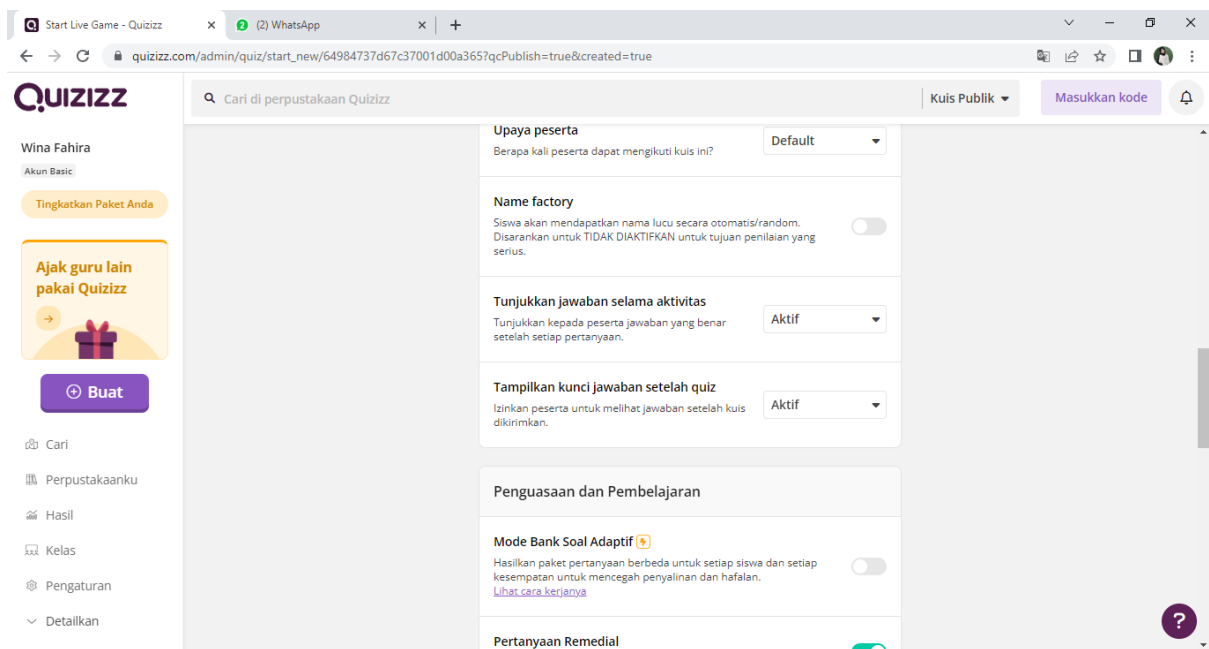 Start Live Game - Quizizz
(2) WhatsApp
quizizz.com/admin/quiz/start_new/64984737d67c37001d00a365?qcPublish=true&created=true
QUIZIZZ
Cari di perpustakaan Quizizz
Kuis Publik
Masukkan kode
Wina Fahira
Akun Basic
Tingkatkan Paket Anda
Ajak guru lain
pakai Quizizz
Buat
Cari
Perpustakaanku
Hasil
Kelas
Pengaturan
Detailkan
Upaya peserta
Berapa kali peserta dapat mengikuti kuis ini?
Default
Name factory
Siswa akan mendapatkan nama lucu secara otomatis/random.
Disarankan untuk TIDAK DIAKTIFKAN untuk tujuan penilaian yang
serius.
Tunjukkan jawaban selama aktivitas
Tunjukkan kepada peserta jawaban yang benar
setelah setiap pertanyaan.
Aktif
Tampilkan kunci jawaban setelah quiz
Izinkan peserta untuk melihat jawaban setelah kuis
dikirimkan.
Aktif
Penguasaan dan Pembelajaran
Mode Bank Soal Adaptif
Hasilkan paket pertanyaan berbeda untuk setiap siswa dan setiap
kesempatan untuk mencegah penyalinan dan hafalan.
Lihat cara kerjanya
Pertanyaan Remedial
?